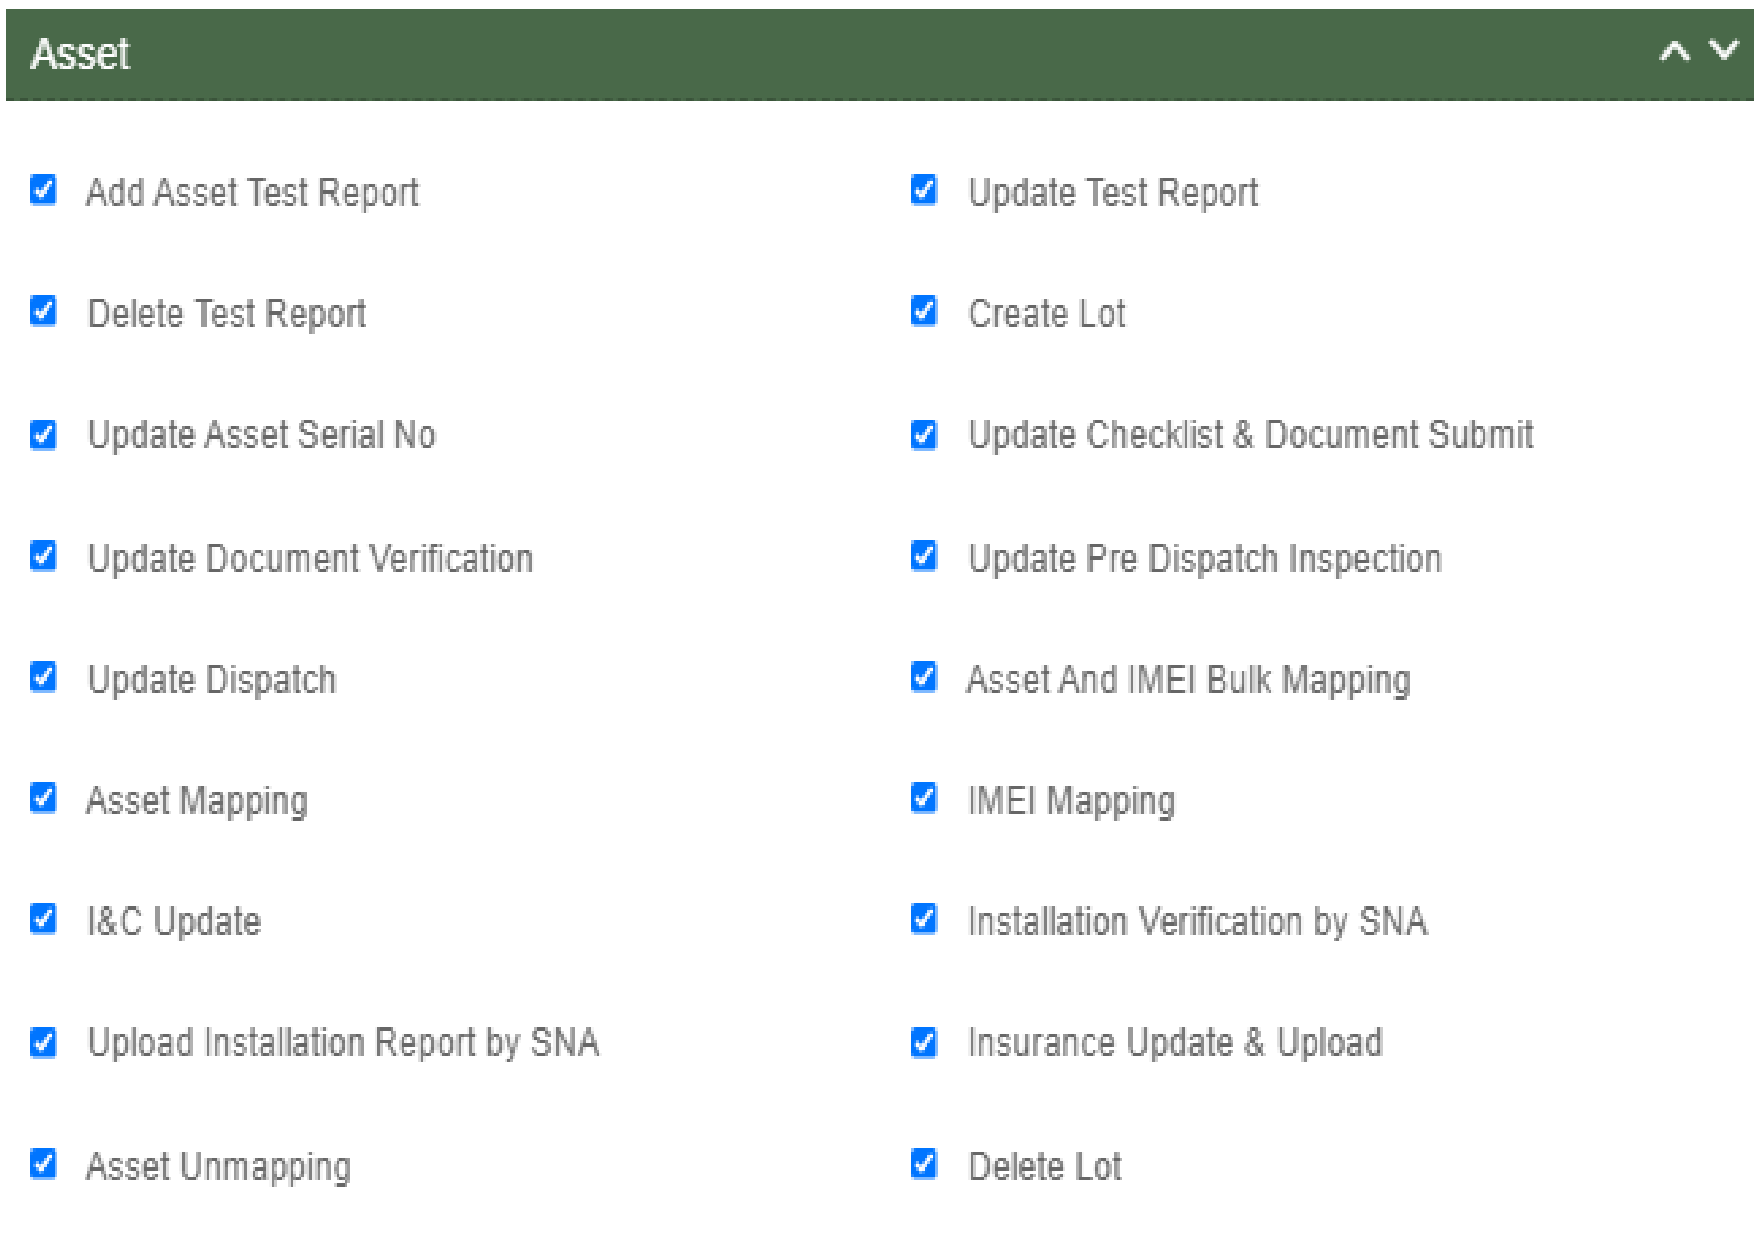 Asset
Add Asset Test Report
Update Test Report
Delete Test Report
Create Lot
Update Asset Serial No
Update Checklist & Document Submit
Update Document Verification
Update Pre Dispatch Inspection
Update Dispatch
Asset And IMEI Bulk Mapping
Asset Mapping
IMEI Mapping
I&C Update
Installation Verification by SNA
Upload Installation Report by SNA
Insurance Update & Upload
Asset Unmapping
Delete Lot